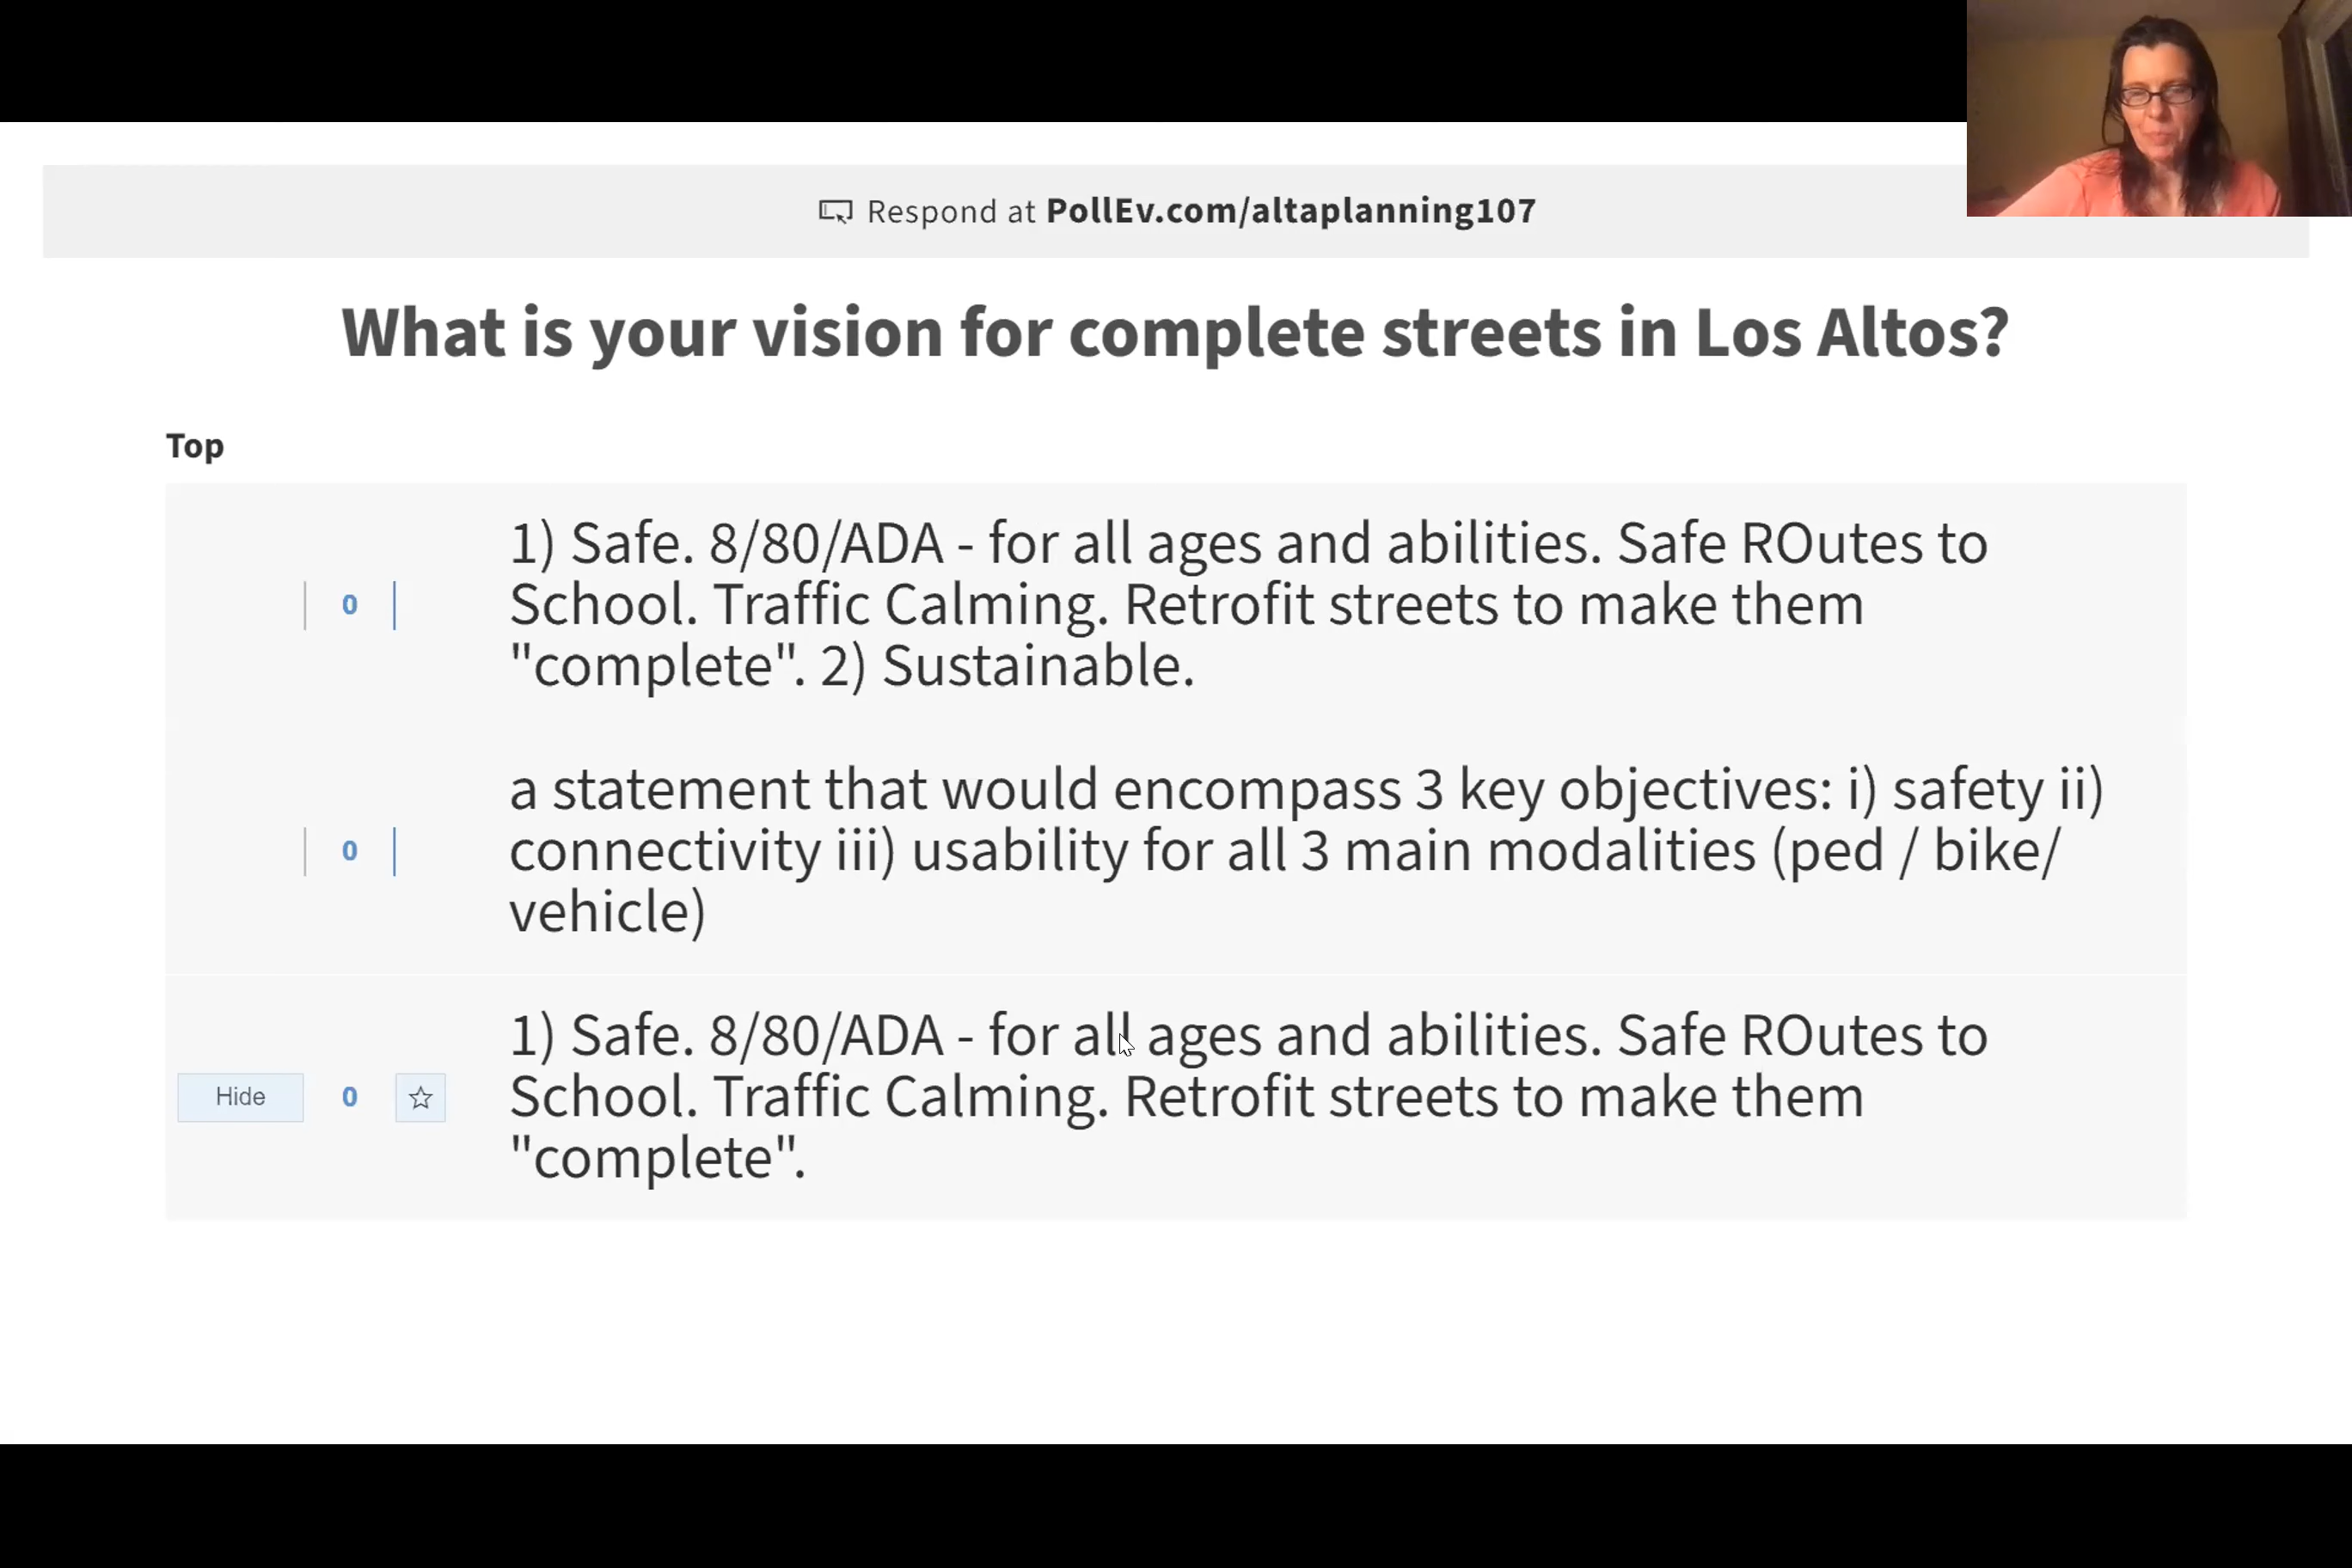 Respond at PollEv.com/altaplanning107
What is your vision for complete streets in Los Altos?
Top
0
1) Safe. 8/80/ADA - for all ages and abilities. Safe ROutes to
School. Traffic Calming. Retrofit streets to make them
"complete". 2) Sustainable.
0
a statement that would encompass 3 key objectives: i) safety ii)
connectivity iii) usability for all 3 main modalities (ped / bike/
vehicle)
Hide 0
1) Safe. 8/80/ADA - for all ages and abilities. Safe ROutes to
School. Traffic Calming. Retrofit streets to make them
"complete".